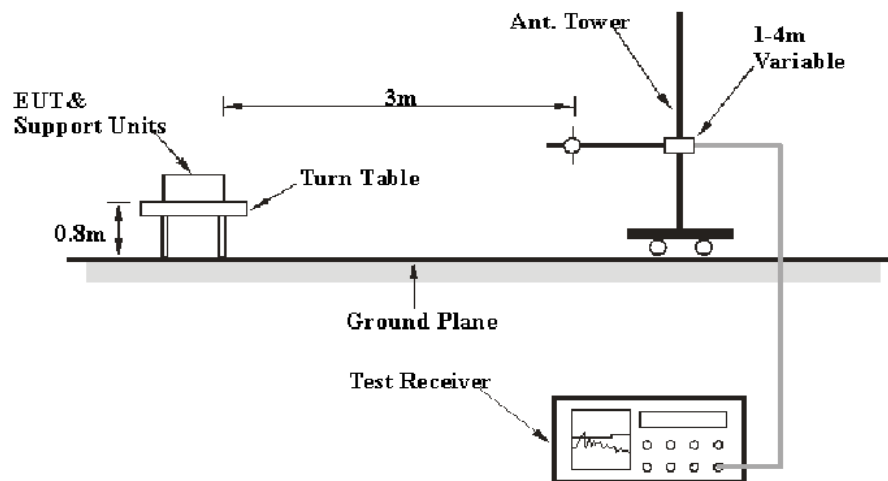 Ant. Tower
1-4m
Variable
3m
EUT&
Support Units
Turn Table
0.8m
Ground Plane
Test Receiver